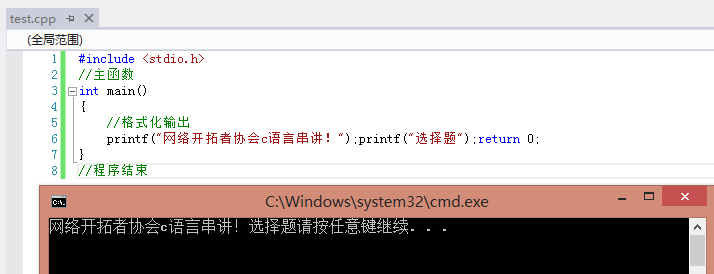 test.cpp
(全局范围)
1 #include <stdio.h>
2 //主函数
3 int main()
4 {
5 //格式化输出
6 printf("网络开拓者协会c语言串讲！");printf("选择题");return 0;
7 }
8 //程序结束
C:\Windows\system32\cmd.exe
网络开拓者协会c语言串讲！选择题请按任意键继续. . .